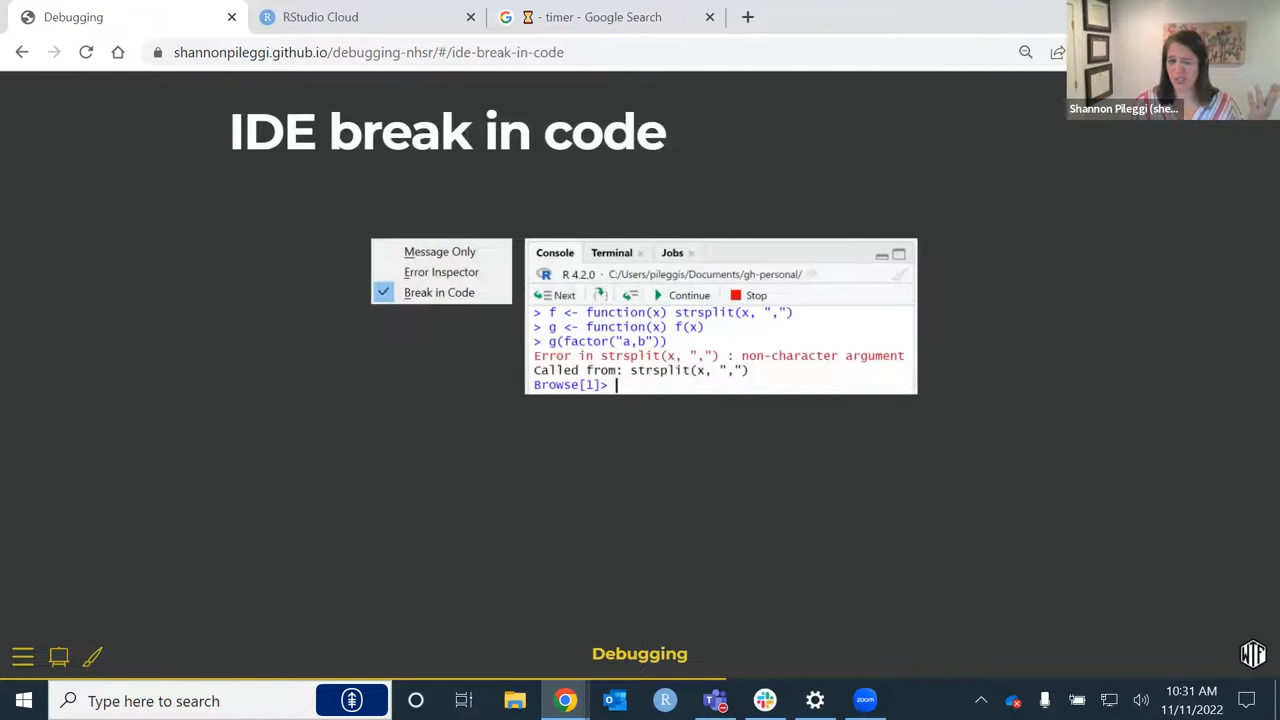 Debugging
RStudio Cloud
- timer - Google Search
shannonpileggi.github.io/debugging-nhsr/#/ide-break-in-code
Shannon Pileggi (she...
IDE break in code
Message Only
Error Inspector
Break in Code
Console Terminal Jobs
R 4.2.0 · C:/Users/pileggis/Documents/gh-personal/
Next Continue Stop
> f <- function(x) strsplit(x, ",")
> g <- function(x) f(x)
> g(factor("a,b"))
Error in strsplit(x, ",") : non-character argument
Called from: strsplit(x, ",")
Browse[1]>
Debugging
WTF
Type here to search
zoom
10:31 AM
11/11/2022